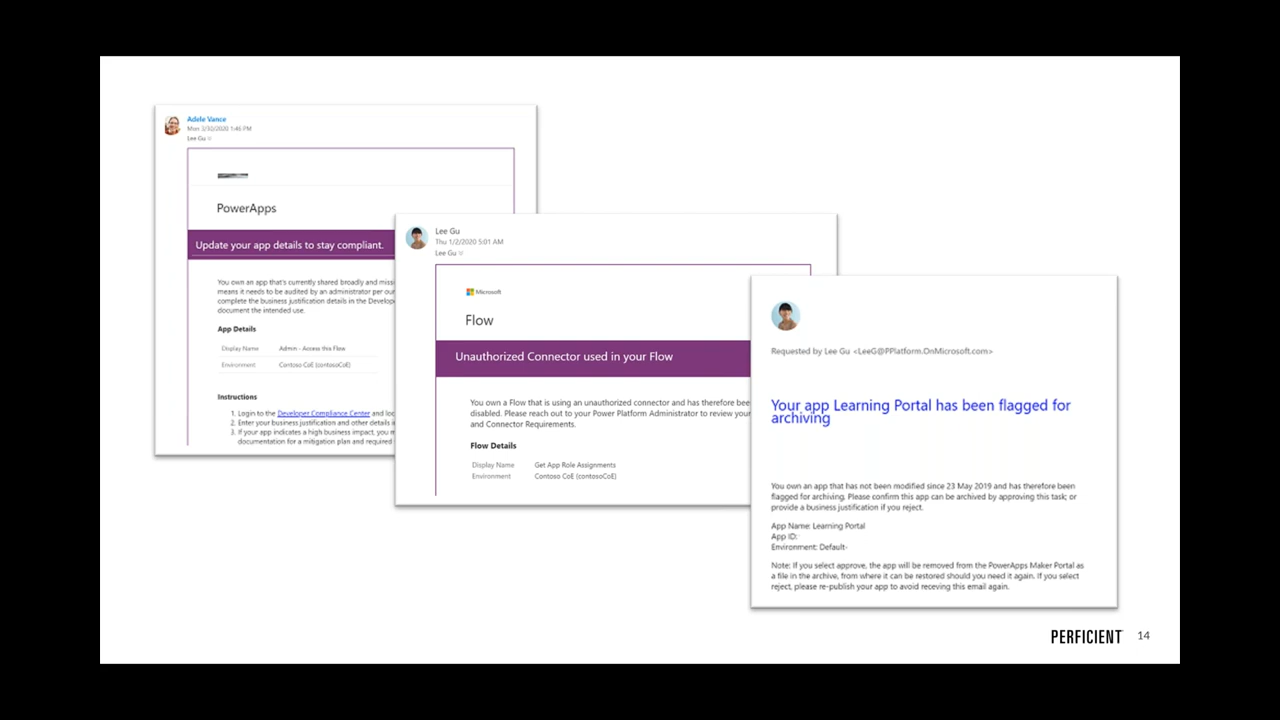 Adele Vance
Mon 3/30/2020 1:46 PM
Lee Gu
PowerApps
Update your app details to stay compliant.
You own an app that's currently shared broadly and missi
means it needs to be audited by an administrator per our
complete the business justification details in the Develop
document the intended use.
App Details
Display Name Admin - Access this Flow
Environment Contoso CoE (contosoCoE)
Instructions
1. Login to the Developer Compliance Center and loc
2. Enter your business justification and other details i
3. If your app indicates a high business impact, you m
documentation for a mitigation plan and required
Lee Gu
Thu 1/2/2020 5:01 AM
Lee Gu
Microsoft
Flow
Unauthorized Connector used in your Flow
You own a Flow that is using an unauthorized connector and has therefore bee
disabled. Please reach out to your Power Platform Administrator to review your
and Connector Requirements.
Flow Details
Display Name Get App Role Assignments
Environment Contoso CoE (contosoCoE)
Requested by Lee Gu <LeeG@PPlatform.OnMicrosoft.com>
Your app Learning Portal has been flagged for
archiving
You own an app that has not been modified since 23 May 2019 and has therefore been
flagged for archiving. Please confirm this app can be archived by approving this task; or
provide a business justification if you reject.
App Name: Learning Portal
App ID:
Environment: Default-
Note: If you select approve, the app will be removed from the PowerApps Maker Portal as
a file in the archive, from where it can be restored should you need it again. If you select
reject, please re-publish your app to avoid receving this email again.
PERFICIENT 14